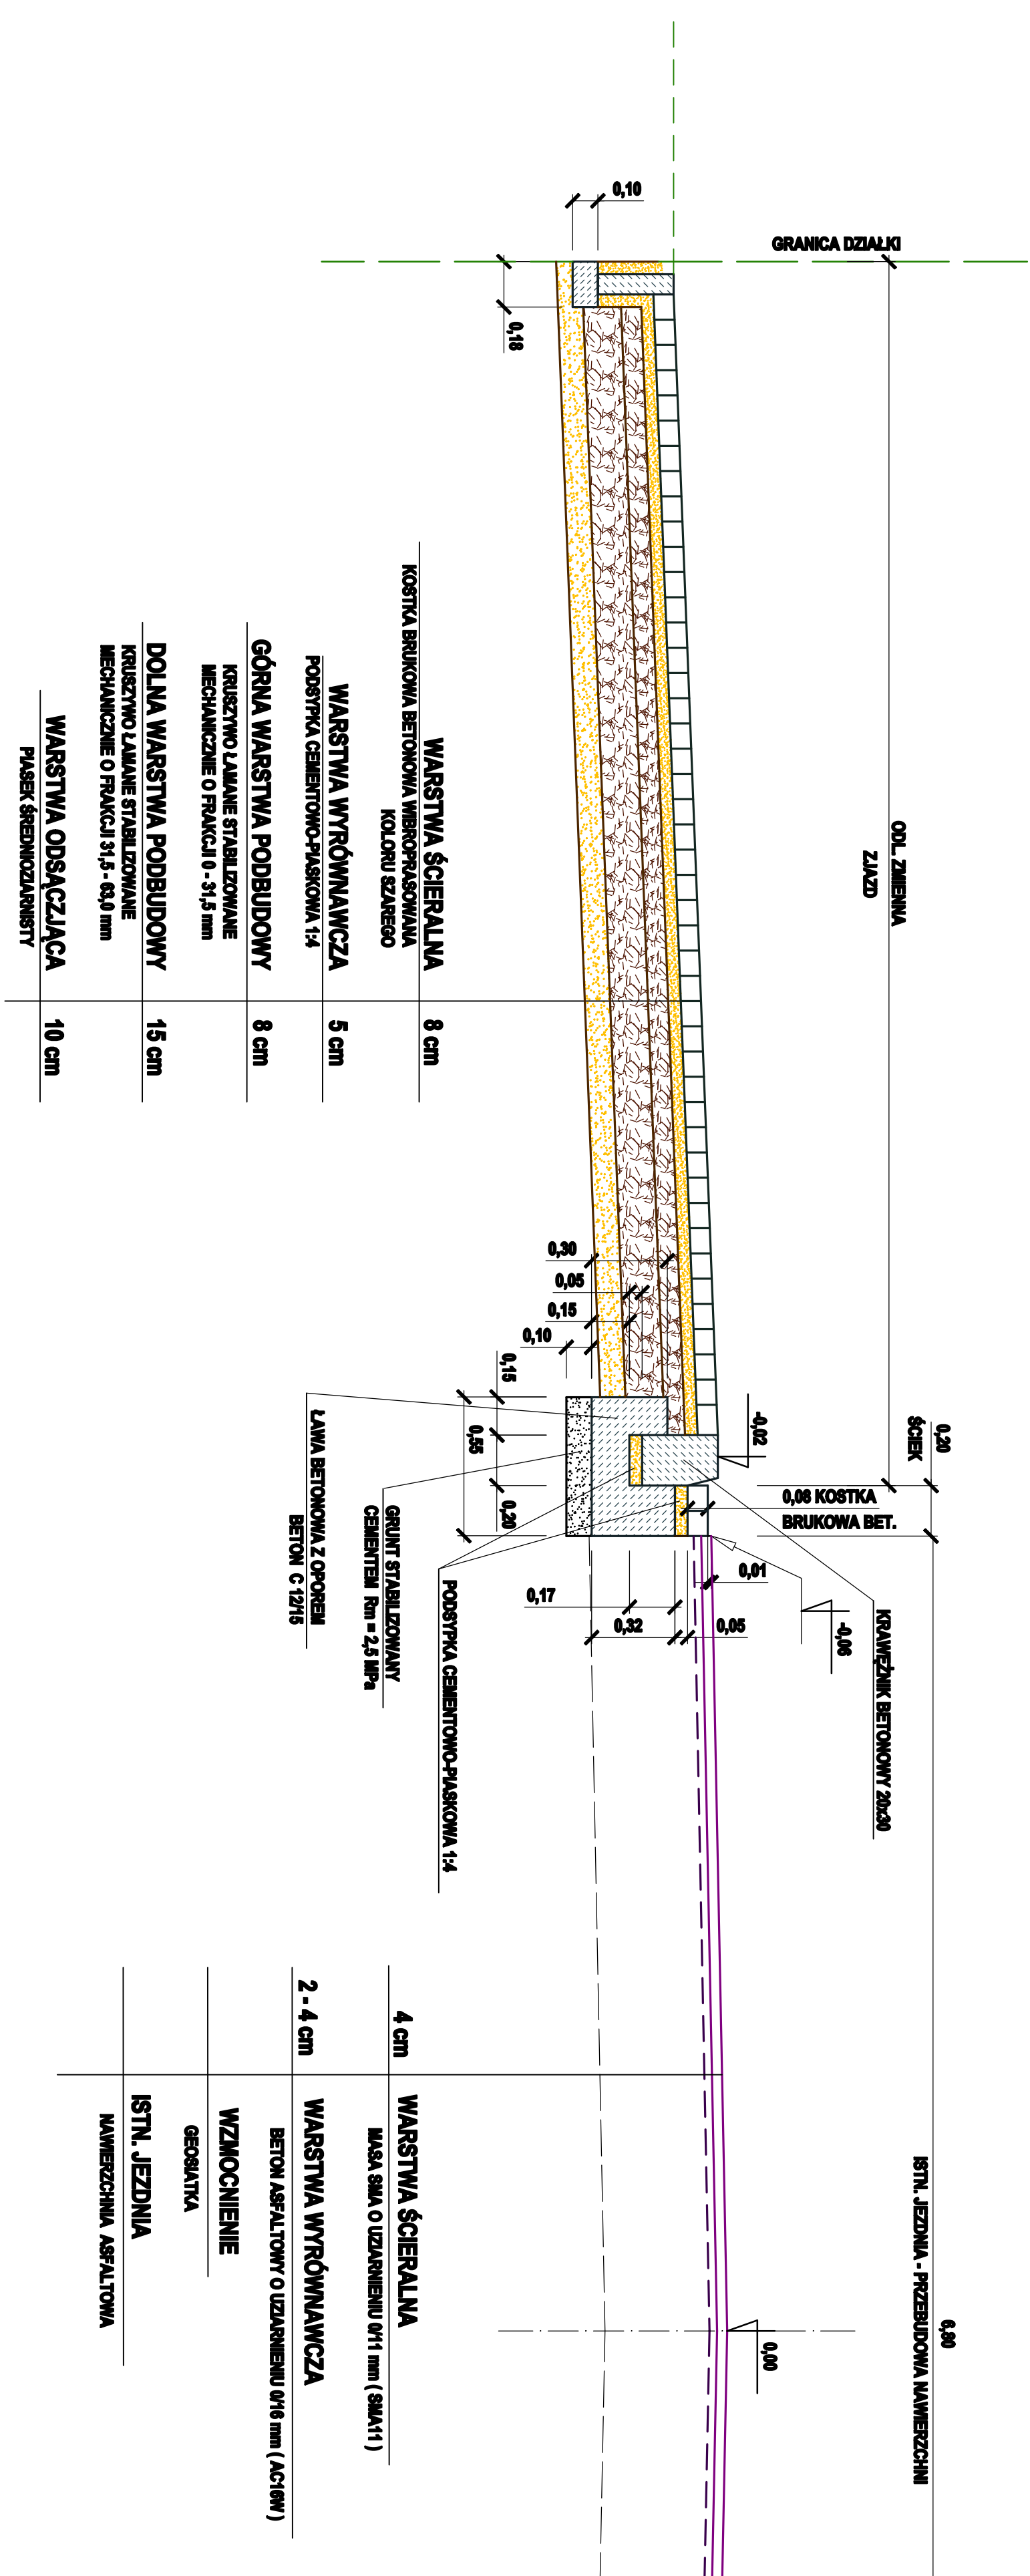 GRANICA DZIAŁKI
ODL. ZMIENNA
ZJAZD
0,20
ŚCIEK
6,80
ISTN. JEZDNIA - PRZEBUDOWA NAWIERZCHNI
0,10
0,18
-0,02
0,08 KOSTKA
BRUKOWA BET.
KRAWĘŻNIK BETONOWY 20x30
-0,06
0,00
0,01
0,05
0,32
0,17
0,30
0,05
0,15
0,10
0,15
0,20
0,55
PODSYPKA CEMENTOWO-PIASKOWA 1:4
GRUNT STABILIZOWANY
CEMENTEM Rm = 2,5 MPa
ŁAWA BETONOWA Z OPOREM
BETON C 12/15
WARSTWA ŚCIERALNA 8 cm
KOSTKA BRUKOWA BETONOWA WIBROPRASOWANA
KOLORU SZAREGO
WARSTWA WYRÓWNAWCZA 5 cm
PODSYPKA CEMENTOWO-PIASKOWA 1:4
GÓRNA WARSTWA PODBUDOWY 8 cm
KRUSZYWO ŁAMANE STABILIZOWANE
MECHANICZNIE O FRAKCJI 0 - 31,5 mm
DOLNA WARSTWA PODBUDOWY 15 cm
KRUSZYWO ŁAMANE STABILIZOWANE
MECHANICZNIE O FRAKCJI 31,5 - 63,0 mm
WARSTWA ODSĄCZJĄCA 10 cm
PIASEK ŚREDNIOZIARNISTY
4 cm WARSTWA ŚCIERALNA
MASA SMA O UZIARNIENIU 0/11 mm ( SMA11 )
2 - 4 cm WARSTWA WYRÓWNAWCZA
BETON ASFALTOWY O UZIARNIENIU 0/16 mm ( AC16W )
WZMOCNIENIE
GEOSIATKA
ISTN. JEZDNIA
NAWIERZCHNIA ASFALTOWA